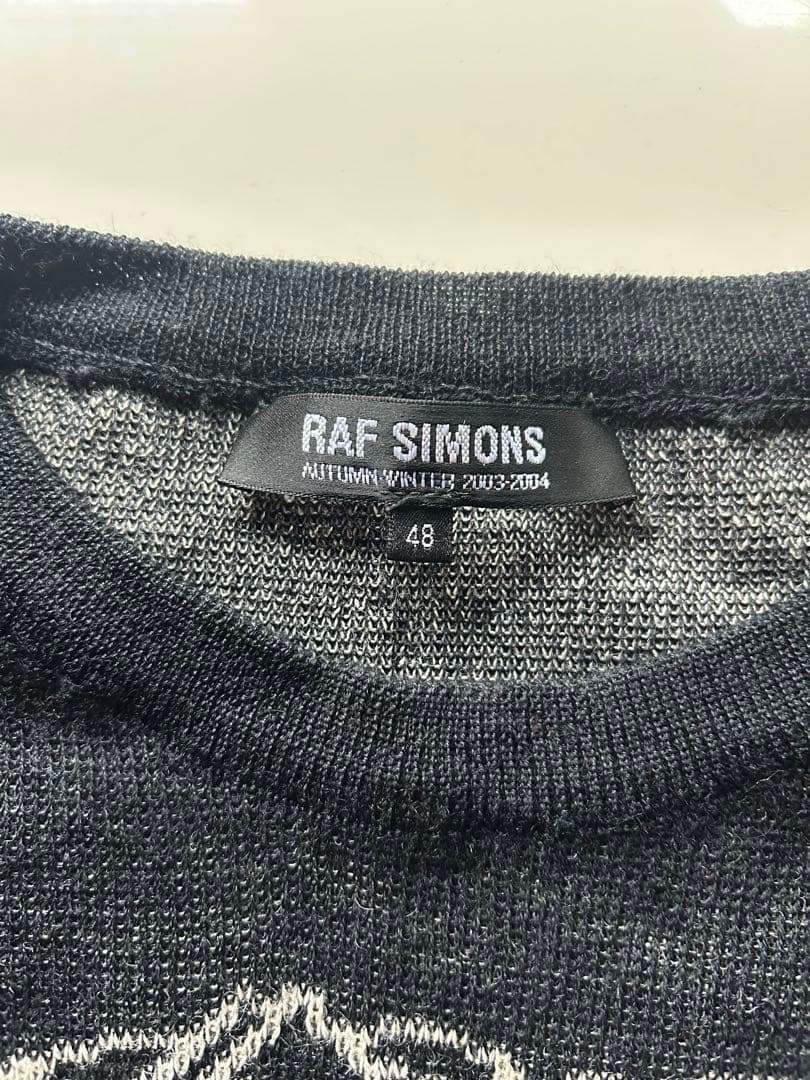 RAF SIMONS
AUTUMN-WINTER 2003-2004
48